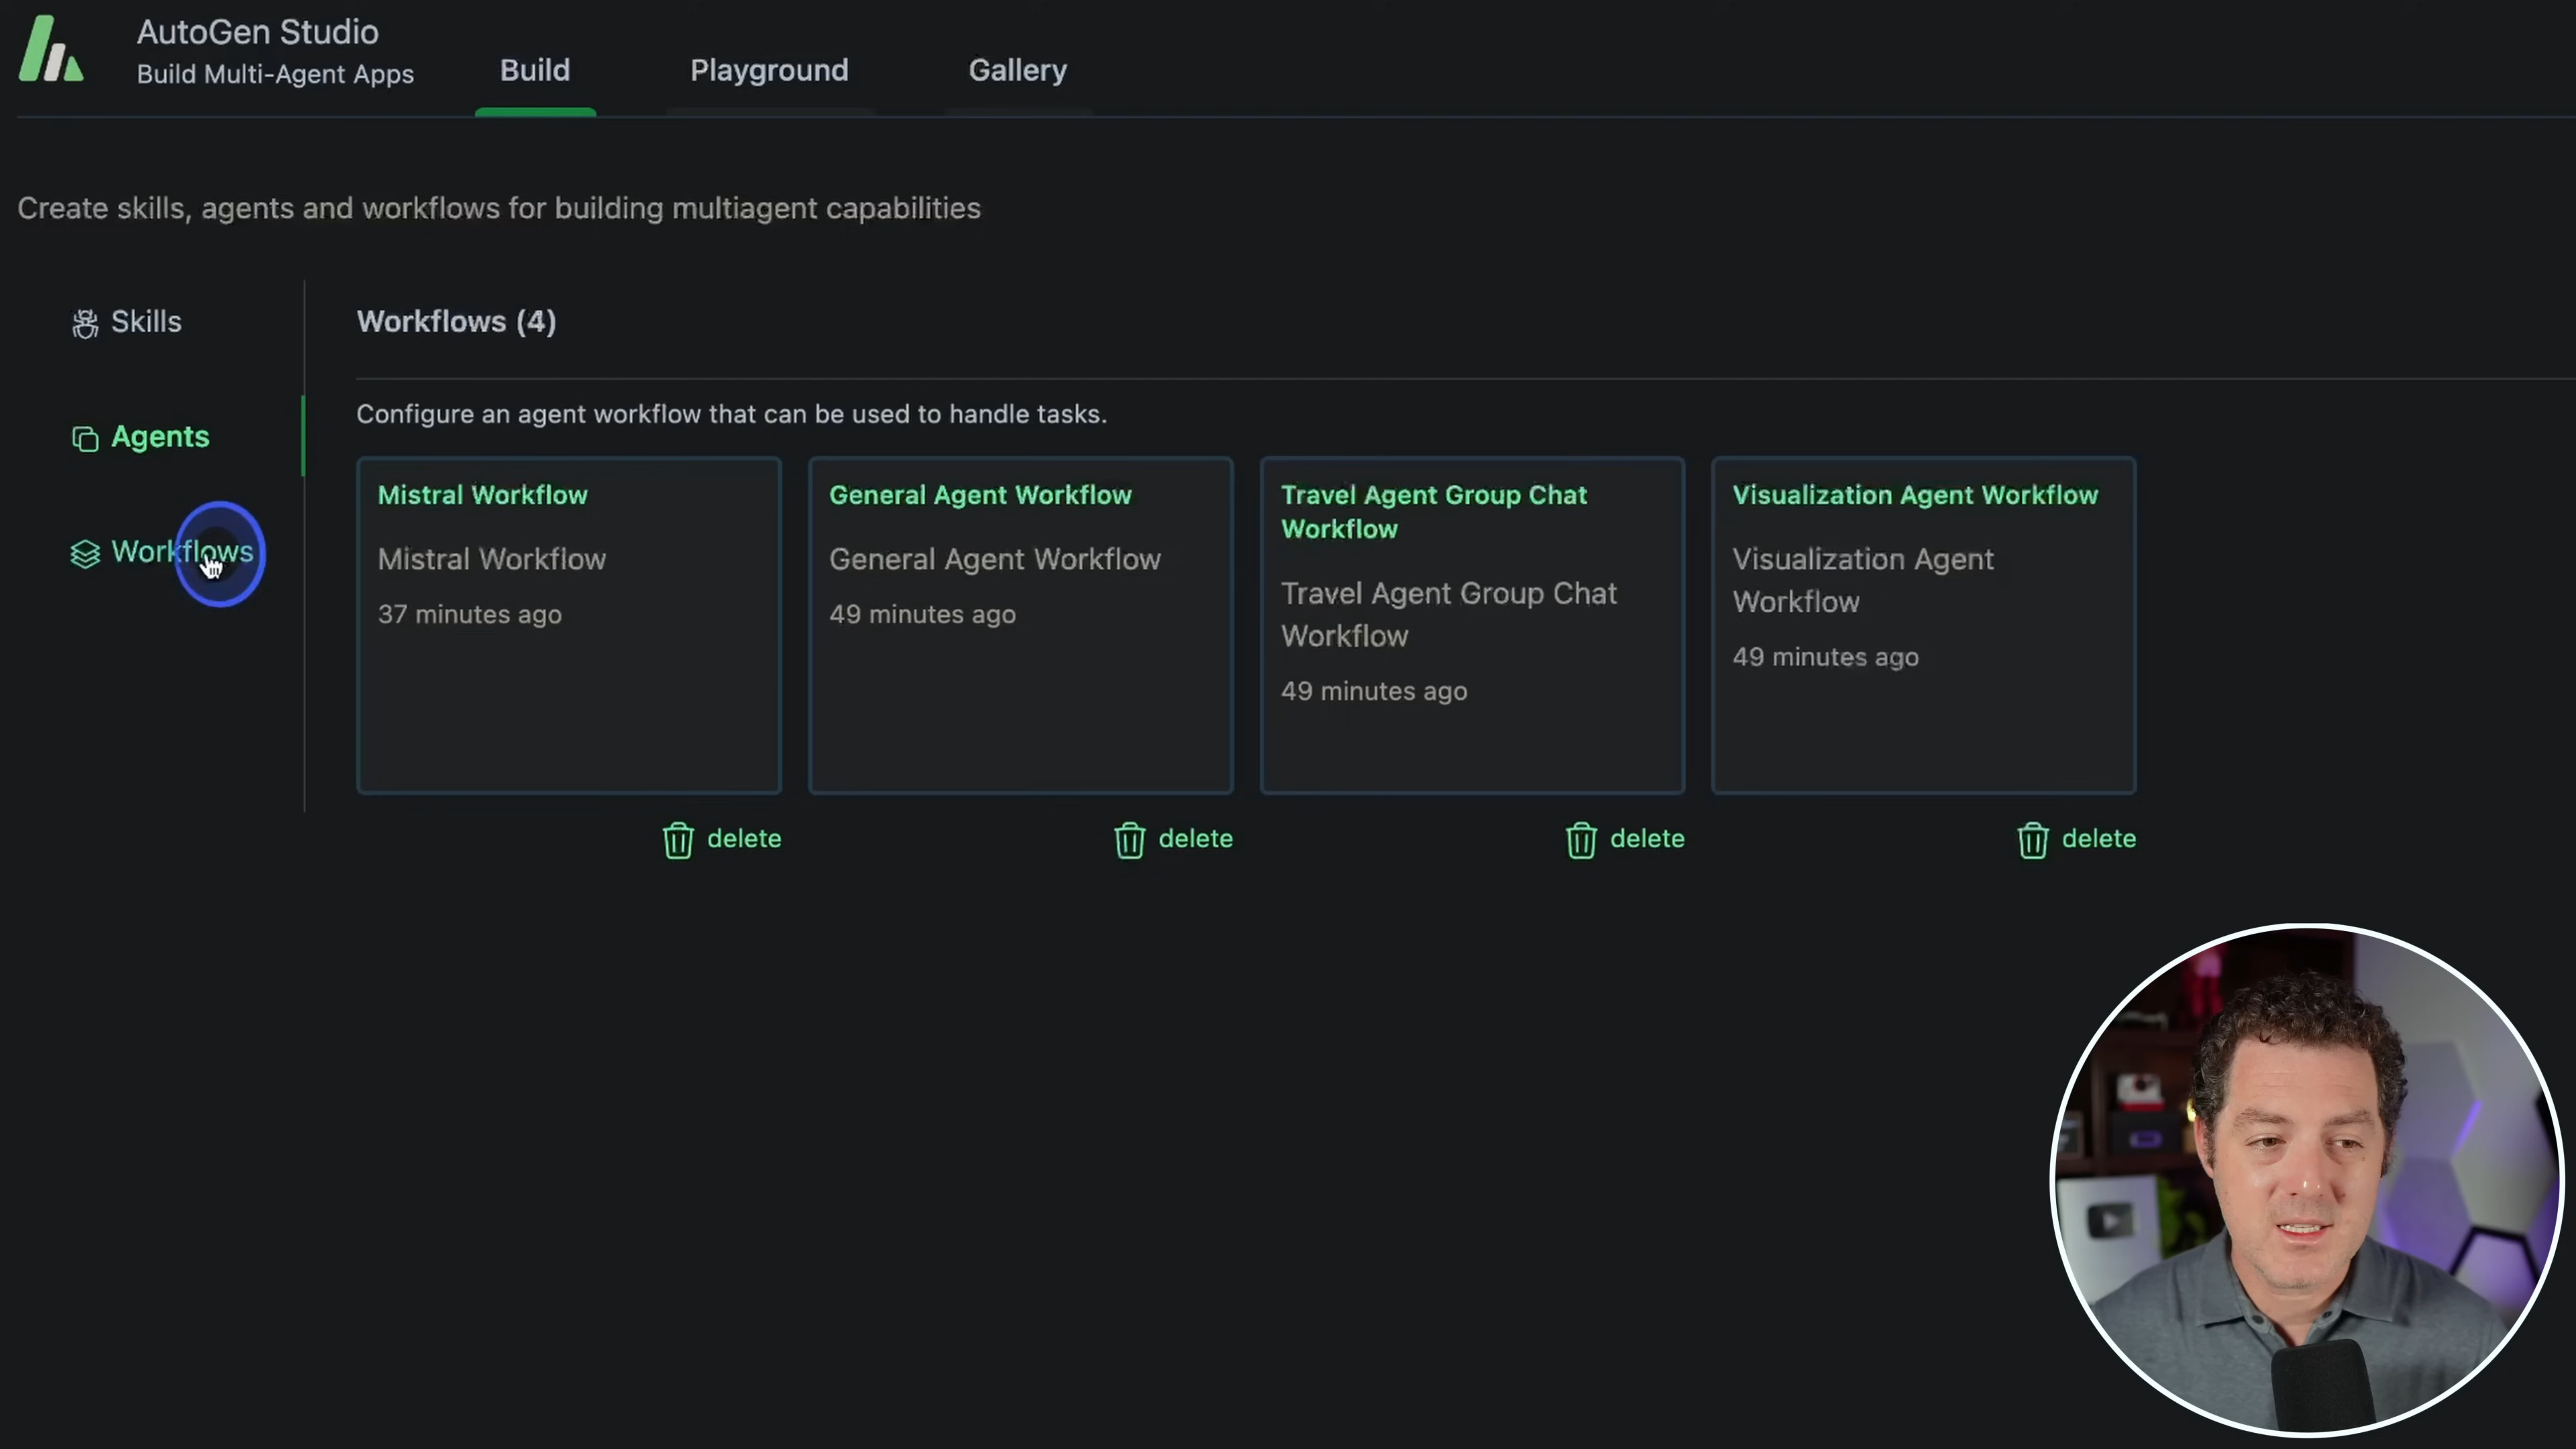 AutoGen Studio
Build Multi-Agent Apps
Build
Playground
Gallery
Create skills, agents and workflows for building multiagent capabilities
Skills
Agents
Workflows
Workflows (4)
Configure an agent workflow that can be used to handle tasks.
Mistral Workflow
Mistral Workflow
37 minutes ago
delete
General Agent Workflow
General Agent Workflow
49 minutes ago
delete
Travel Agent Group Chat
Workflow
Travel Agent Group Chat
Workflow
49 minutes ago
delete
Visualization Agent Workflow
Visualization Agent
Workflow
49 minutes ago
delete